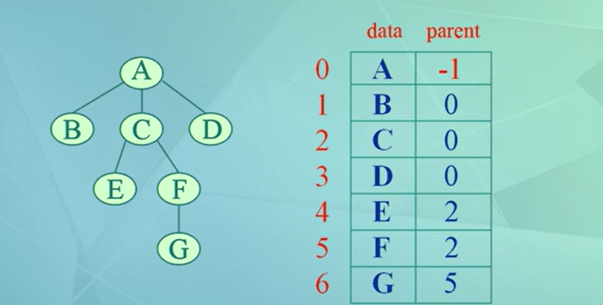 A
B C D
E F
G
data parent
0 A -1
1 B 0
2 C 0
3 D 0
4 E 2
5 F 2
6 G 5